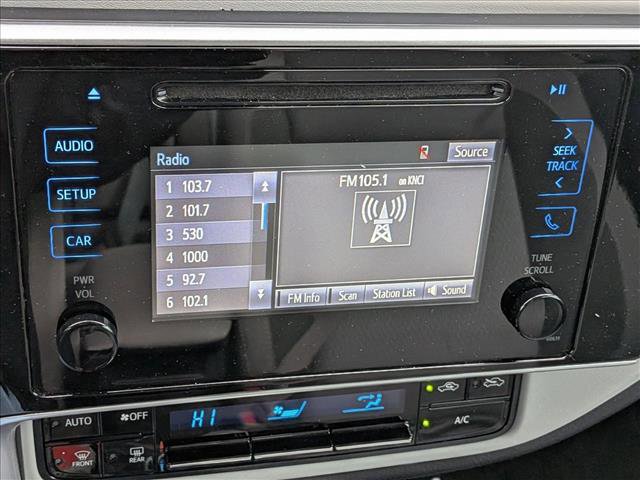 AUDIO
SETUP
CAR
PWR
VOL
Radio
Source
1 103.7
2 101.7
3 530
4 1000
5 92.7
6 102.1
FM105.1 on KNCI
FM Info Scan Station List Sound
SEEK
TRACK
TUNE
SCROLL
AUTO OFF
HI
FRONT REAR
A/C